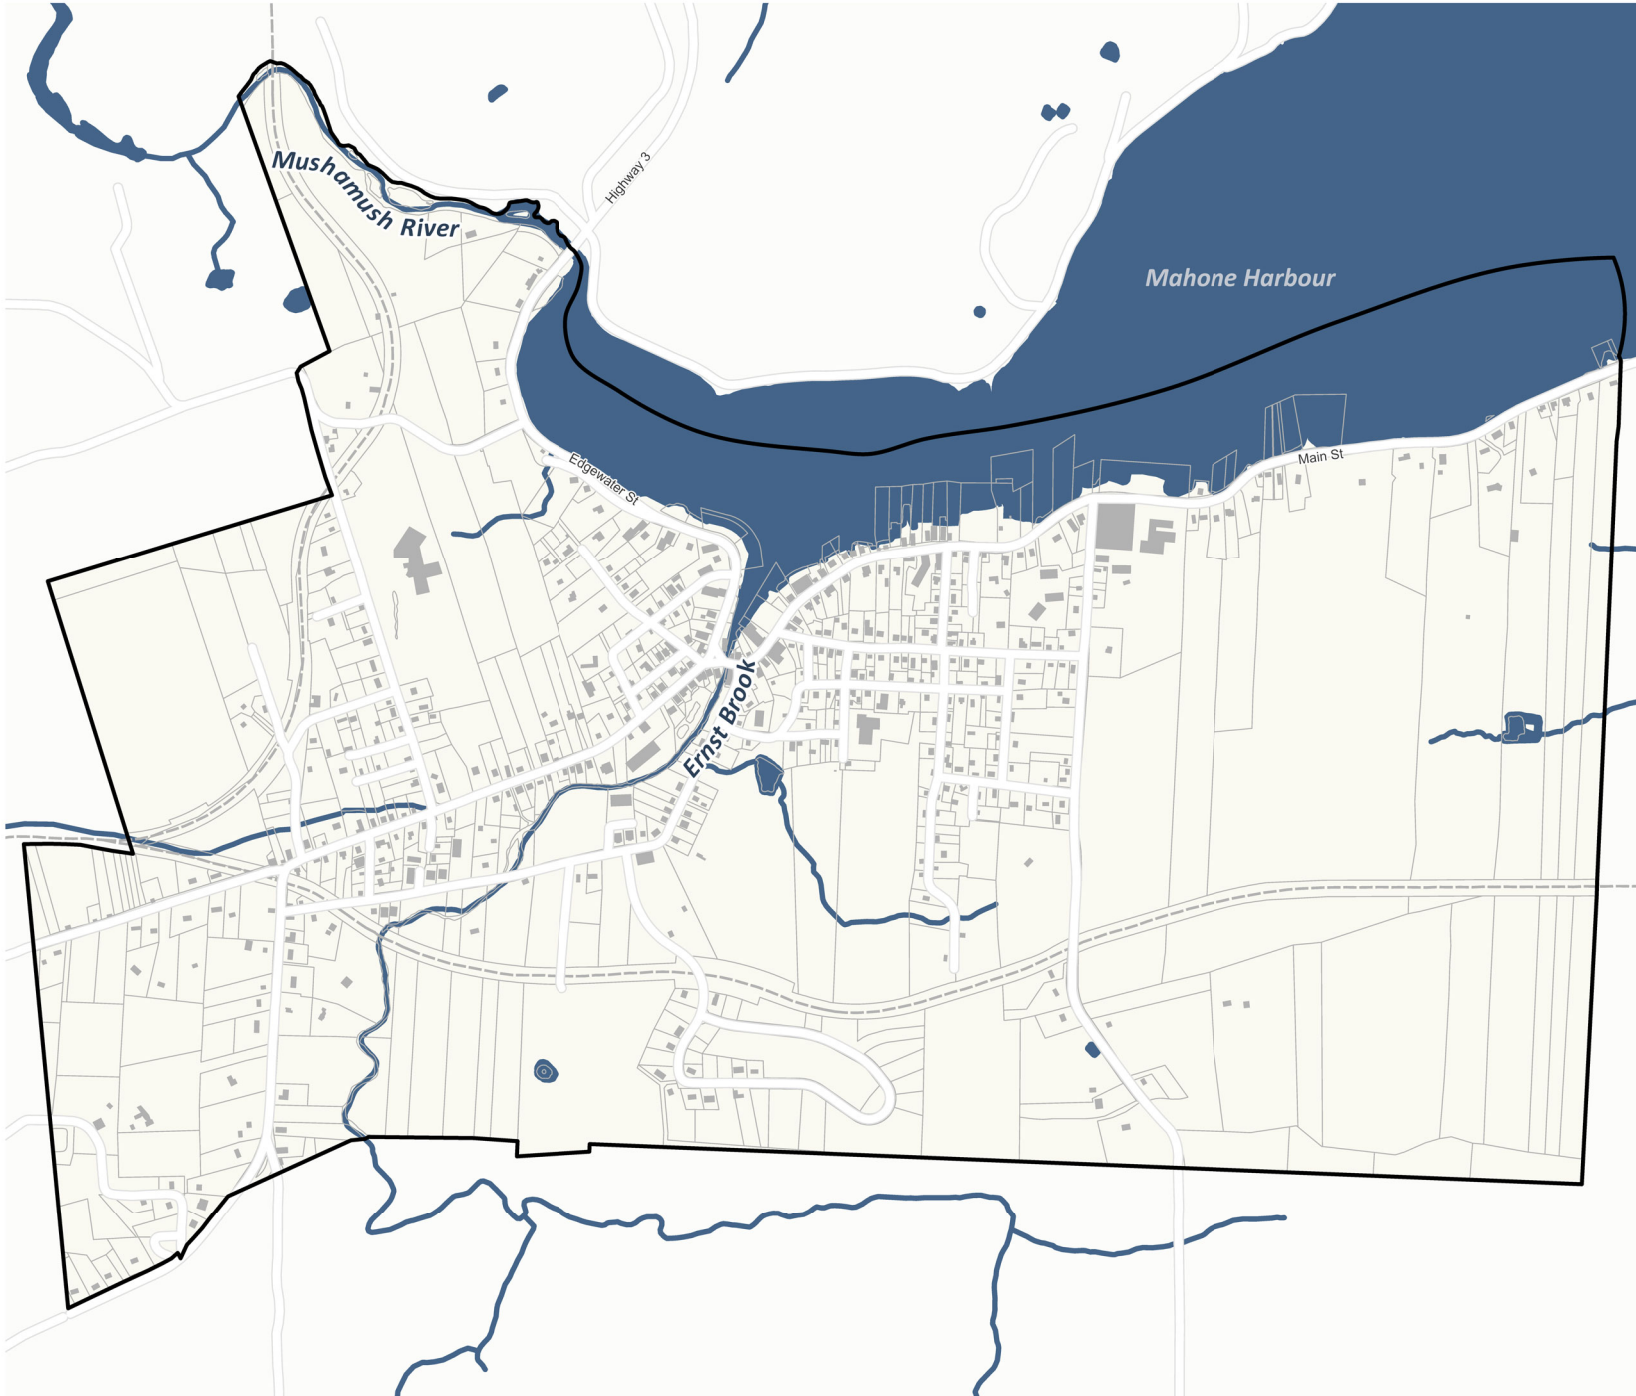 Highway 3
Mushamush River
Mahone Harbour
Main St
Edgewater St
Ernst Brook